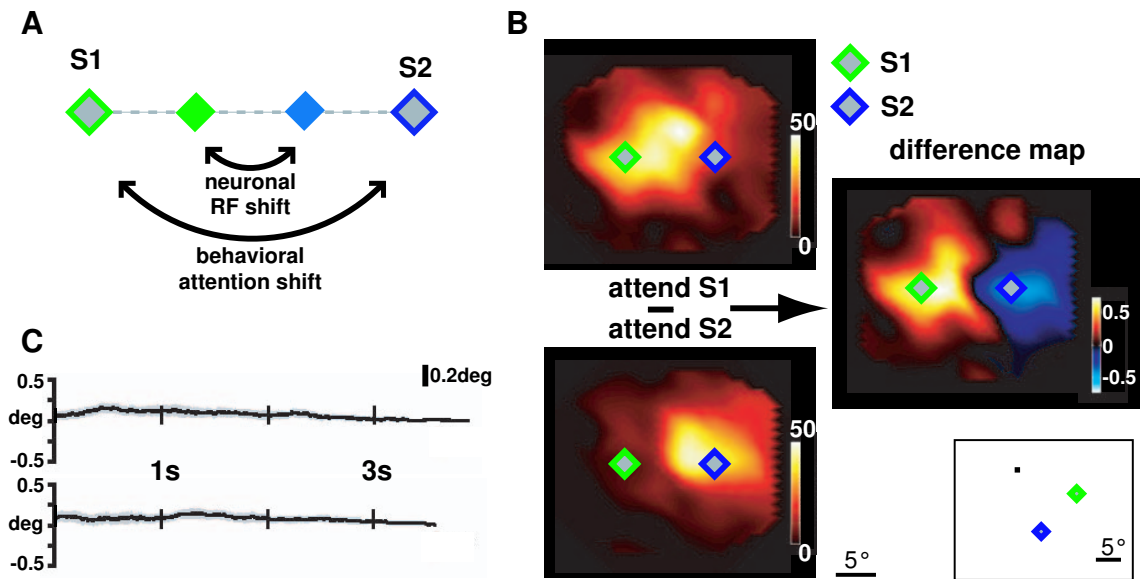 A
S1
S2
neuronal
RF shift
behavioral
attention shift
B
50
0
S1
S2
difference map
attend S1
attend S2
0.5
0
-0.5
50
0
5°
5°
C
0.5
deg
-0.5
0.2deg
1s
3s
0.5
deg
-0.5